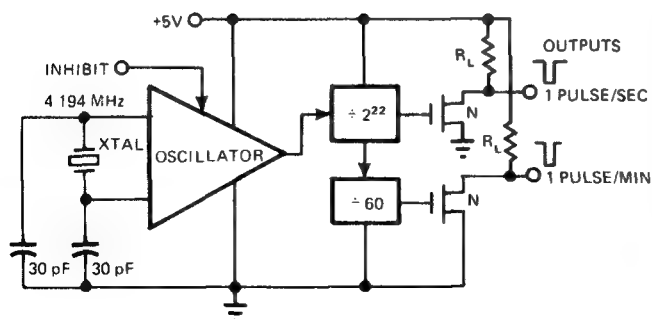 +5V
OUTPUTS
INHIBIT
R_L
4 194 MHz
÷ 2²²
N
1 PULSE/SEC
XTAL
OSCILLATOR
R_L
÷ 60
N
1 PULSE/MIN
30 pF
30 pF